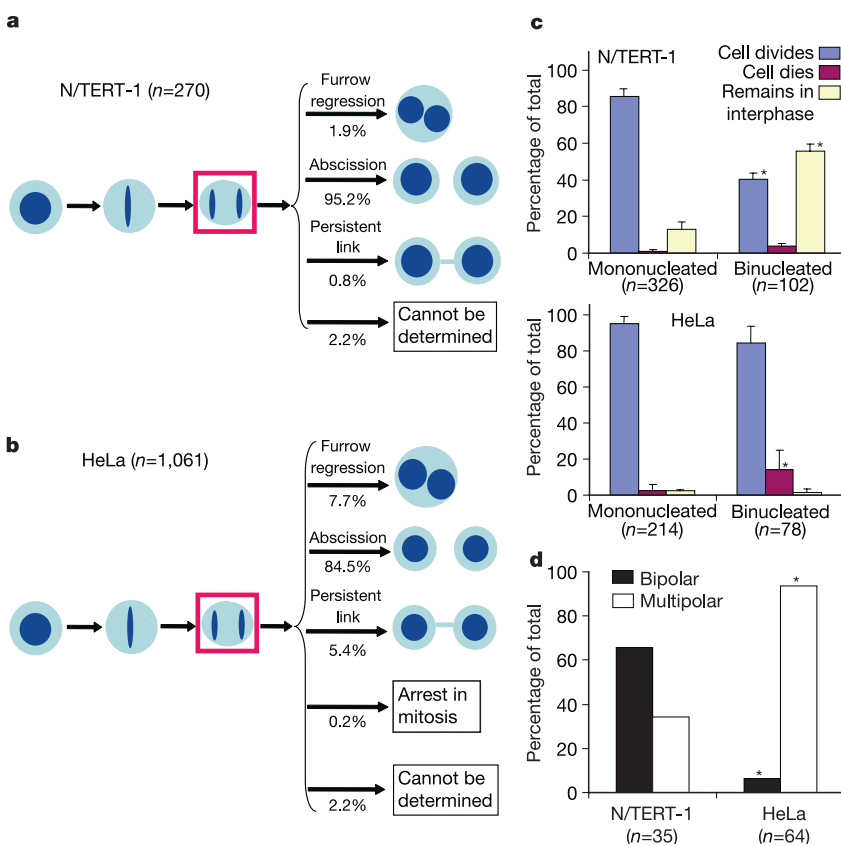 a
N/TERT-1 (n=270)
Furrow
regression
1.9%
Abscission
95.2%
Persistent
link
0.8%
Cannot be
determined
2.2%
b
HeLa (n=1,061)
Furrow
regression
7.7%
Abscission
84.5%
Persistent
link
5.4%
Arrest in
mitosis
0.2%
Cannot be
determined
2.2%
c
N/TERT-1
Cell divides
Cell dies
Remains in
interphase
Percentage of total
100
80
60
40
20
0
*
*
Mononucleated
(n=326)
Binucleated
(n=102)
HeLa
Percentage of total
100
80
60
40
20
0
*
Mononucleated
(n=214)
Binucleated
(n=78)
d
Bipolar
Multipolar
Percentage of total
100
80
60
40
20
0
*
*
N/TERT-1
(n=35)
HeLa
(n=64)